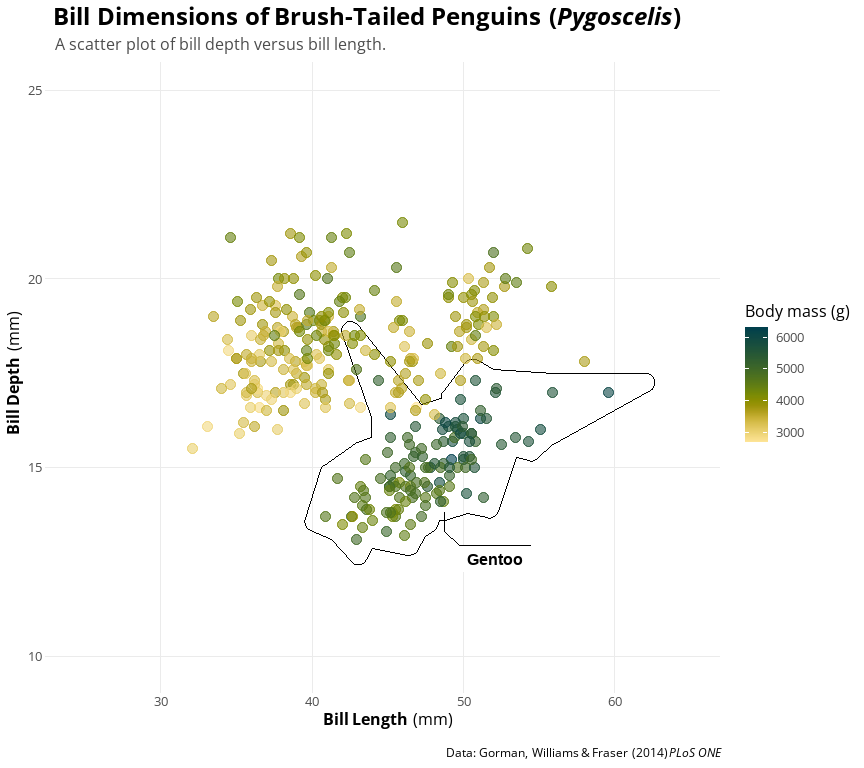 Bill Dimensions of Brush-Tailed Penguins (Pygoscelis)
A scatter plot of bill depth versus bill length.
25
20
15
10
Bill Depth (mm)
Gentoo
30 40 50 60
Bill Length (mm)
Body mass (g)
6000
5000
4000
3000
Data: Gorman, Williams & Fraser (2014) PLoS ONE